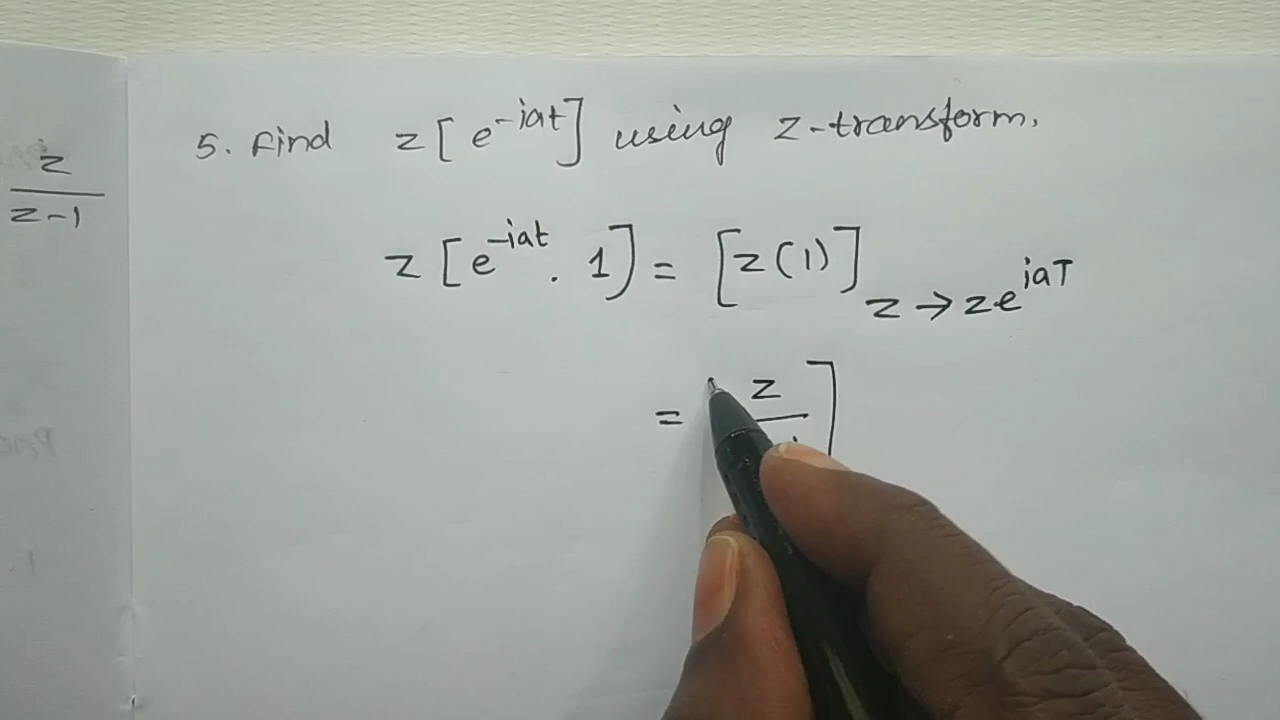 5. Find z[e^{-iat}] using z-transform.
z/(z-1)
z[e^{-iat} . 1] = [z(1)]_{z→ze^{iaT}}
= z